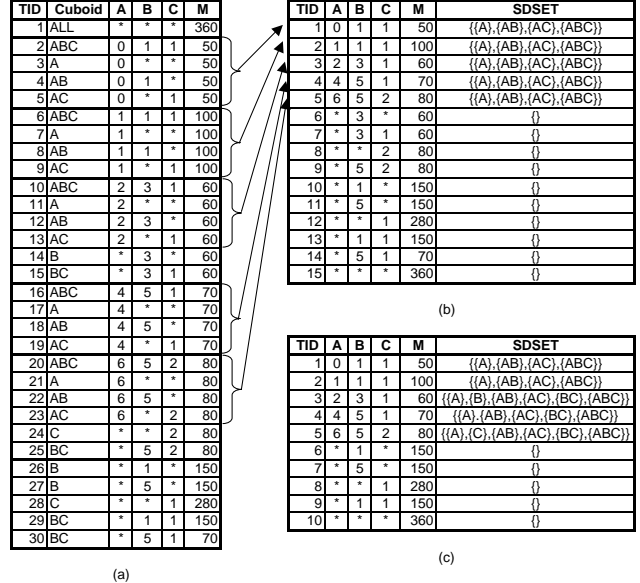 TID Cuboid A B C M
1 ALL * * * 360
2 ABC 0 1 1 50
3 A 0 * * 50
4 AB 0 1 * 50
5 AC 0 * 1 50
6 ABC 1 1 1 100
7 A 1 * * 100
8 AB 1 1 * 100
9 AC 1 * 1 100
10 ABC 2 3 1 60
11 A 2 * * 60
12 AB 2 3 * 60
13 AC 2 * 1 60
14 B * 3 * 60
15 BC * 3 1 60
16 ABC 4 5 1 70
17 A 4 * * 70
18 AB 4 5 * 70
19 AC 4 * 1 70
20 ABC 6 5 2 80
21 A 6 * * 80
22 AB 6 5 * 80
23 AC 6 * 2 80
24 C * * 2 80
25 BC * 5 2 80
26 B * 1 * 150
27 B * 5 * 150
28 C * * 1 280
29 BC * 1 1 150
30 BC * 5 1 70
(a)
TID A B C M SDSET
1 0 1 1 50 {{A},{AB},{AC},{ABC}}
2 1 1 1 100 {{A},{AB},{AC},{ABC}}
3 2 3 1 60 {{A},{AB},{AC},{ABC}}
4 4 5 1 70 {{A},{AB},{AC},{ABC}}
5 6 5 2 80 {{A},{AB},{AC},{ABC}}
6 * 3 * 60 {}
7 * 3 1 60 {}
8 * * 2 80 {}
9 * 5 2 80 {}
10 * 1 * 150 {}
11 * 5 * 150 {}
12 * * 1 280 {}
13 * 1 1 150 {}
14 * 5 1 70 {}
15 * * * 360 {}
(b)
TID A B C M SDSET
1 0 1 1 50 {{A},{AB},{AC},{ABC}}
2 1 1 1 100 {{A},{AB},{AC},{ABC}}
3 2 3 1 60 {{A},{B},{AB},{AC},{BC},{ABC}}
4 4 5 1 70 {{A}.{AB},{AC},{BC},{ABC}}
5 6 5 2 80 {{A},{C},{AB},{AC},{BC},{ABC}}
6 * 1 * 150 {}
7 * 5 * 150 {}
8 * * 1 280 {}
9 * 1 1 150 {}
10 * * * 360 {}
(c)